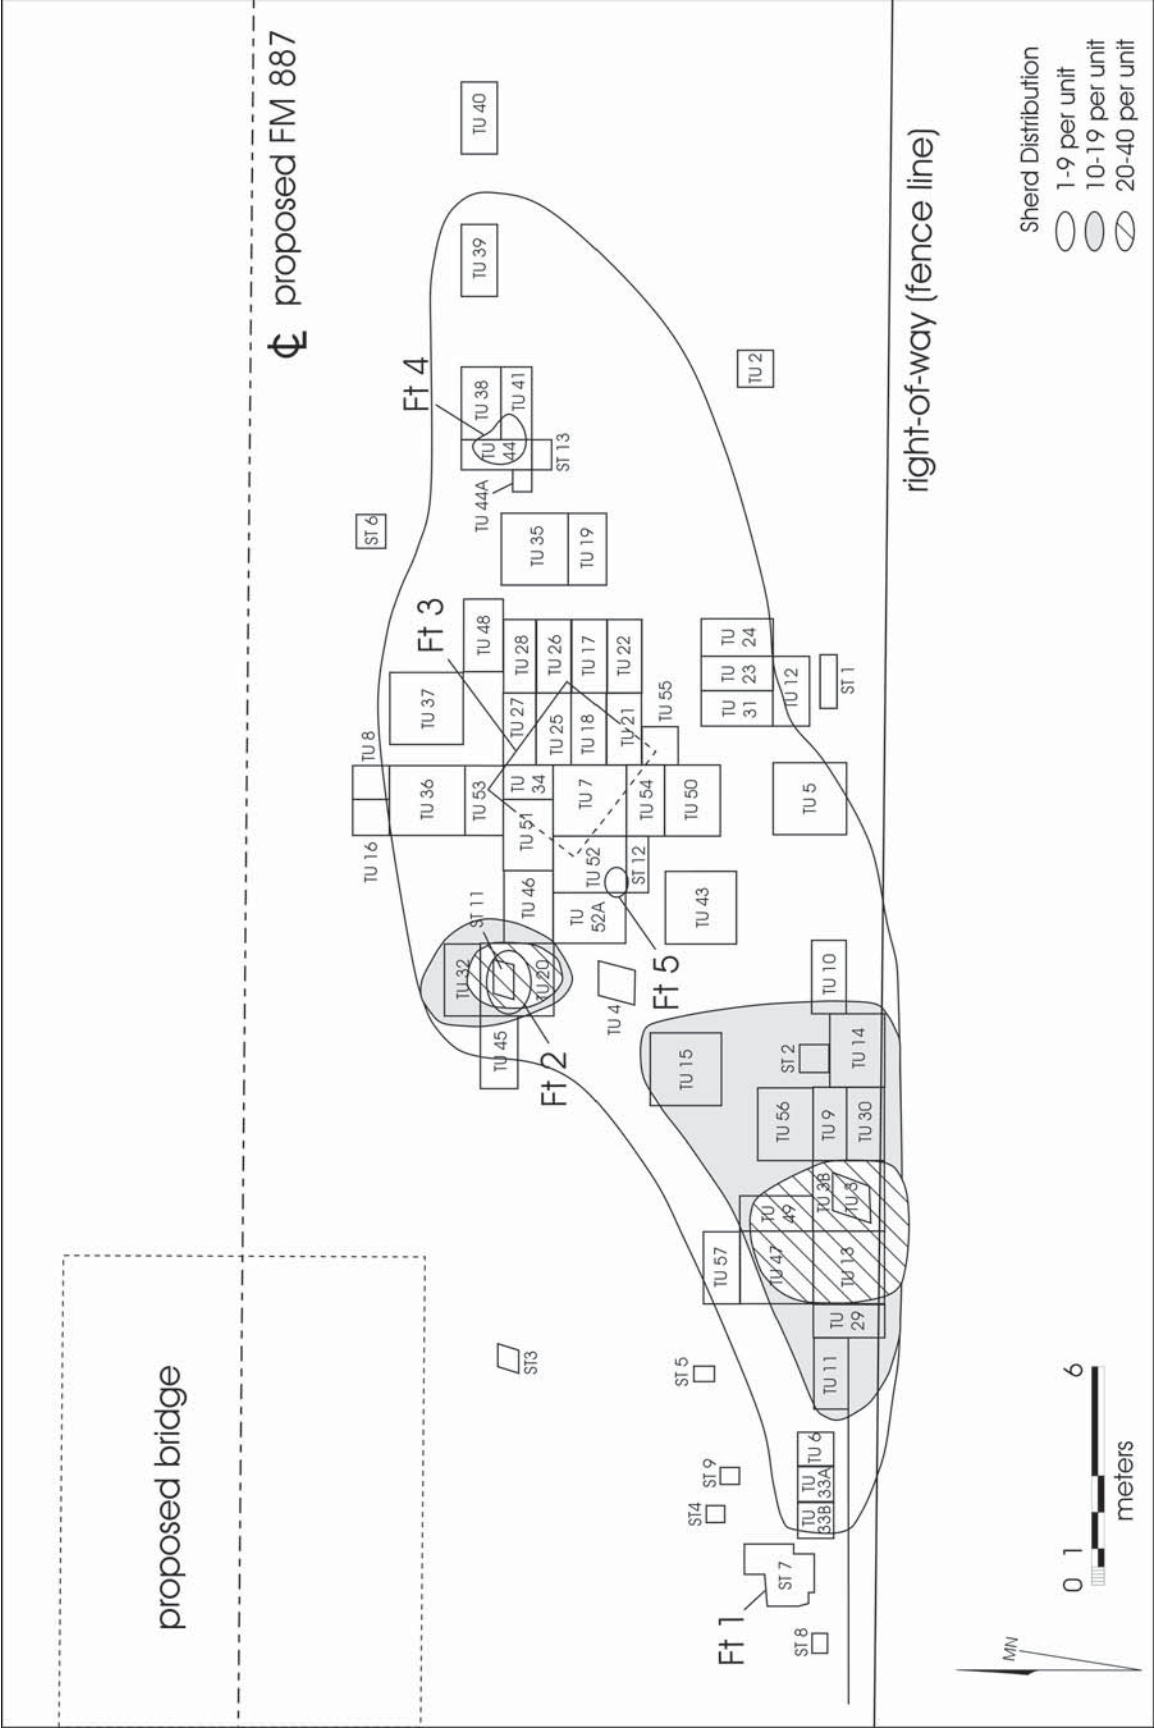 proposed bridge
℄ proposed FM 887
TU 40
TU 39
Ft 4
TU 38
TU 41
TU
44
ST 13
TU 44A
ST 6
TU 35
TU 19
TU 2
Ft 3
TU 48
TU 37
TU 8
TU 28
TU 26
TU 17
TU 22
TU 27
TU 25
TU 18
TU 21
TU 55
TU
24
TU
23
TU
31
TU 12
ST 1
TU 36
TU 53
TU
34
TU 7
TU 54
TU 50
TU 5
TU 16
TU 51
TU 52
ST 12
TU 46
TU
52A
TU 43
ST 11
Ft 5
TU 32
TU 20
TU 4
TU 10
Ft 2
TU 45
TU 15
ST 2
TU 14
TU 56
TU 9
TU 30
TU 3B
TU 3
TU
49
TU 57
TU 47
TU 13
TU
29
TU 11
ST3
ST 5
ST 9
ST4
TU 6
TU
33A
TU
33B
ST 7
Ft 1
ST 8
right-of-way (fence line)
Sherd Distribution
1-9 per unit
10-19 per unit
20-40 per unit
0 1 6
meters
MN